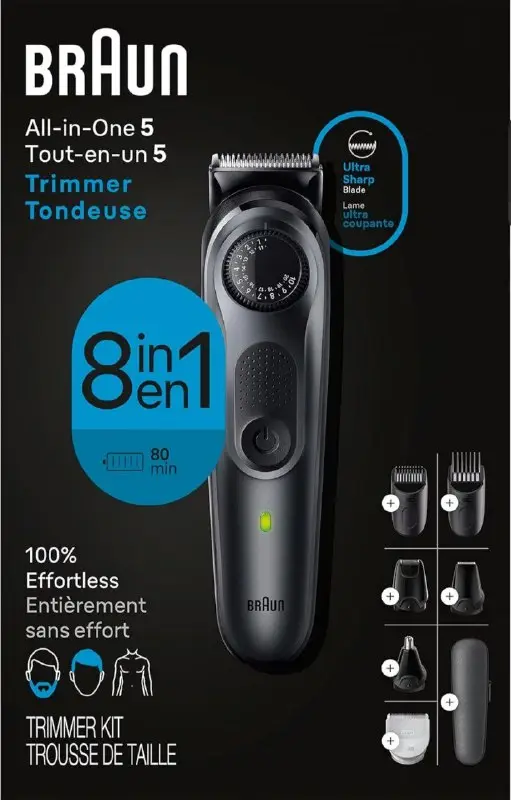 BRAUN
All-in-One 5
Tout-en-un 5
Trimmer
Tondeuse
Ultra
Sharp
Blade
Lame
ultra
coupante
8 in en 1
80
min
BRAUN
100%
Effortless
Entièrement
sans effort
TRIMMER KIT
TROUSSE DE TAILLE